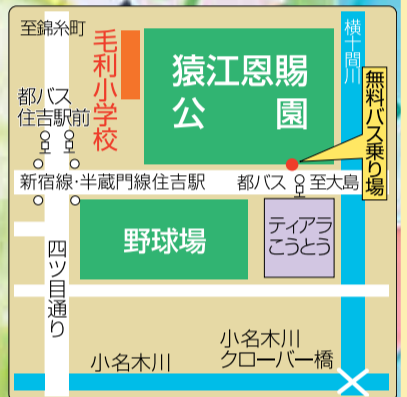 至錦糸町
毛利小学校
猿江恩賜
公園
横十間川
無料バス乗り場
都バス
住吉駅前
新宿線・半蔵門線住吉駅
都バス
至大島
四ツ目通り
野球場
ティアラ
こうとう
小名木川
小名木川
クローバー橋